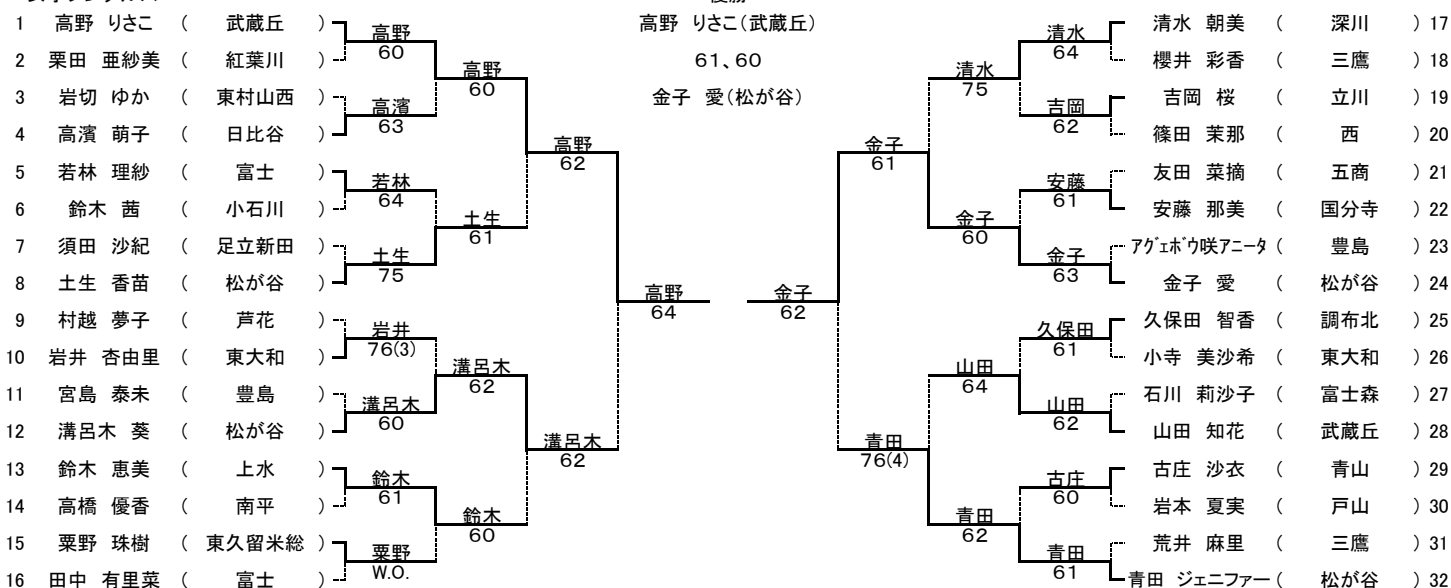 1 高野 りさこ ( 武蔵丘 )
2 栗田 亜紗美 ( 紅葉川 )
3 岩切 ゆか ( 東村山西 )
4 高濱 萌子 ( 日比谷 )
5 若林 理紗 ( 富士 )
6 鈴木 茜 ( 小石川 )
7 須田 沙紀 ( 足立新田 )
8 土生 香苗 ( 松が谷 )
9 村越 夢子 ( 芦花 )
10 岩井 杏由里 ( 東大和 )
11 宮島 泰未 ( 豊島 )
12 溝呂木 葵 ( 松が谷 )
13 鈴木 恵美 ( 上水 )
14 高橋 優香 ( 南平 )
15 粟野 珠樹 ( 東久留米総 )
16 田中 有里菜 ( 富士 )
高野
60
高濱
63
若林
64
土生
75
岩井
76(3)
溝呂木
60
鈴木
61
粟野
W.O.
高野
60
土生
61
溝呂木
62
鈴木
60
高野
62
溝呂木
62
高野
64
高野 りさこ(武蔵丘)
61、60
金子 愛(松が谷)
金子
62
金子
61
青田
76(4)
清水
75
金子
60
山田
64
青田
62
清水
64
吉岡
62
安藤
61
金子
63
久保田
61
山田
62
古庄
60
青田
61
清水 朝美 ( 深川 ) 17
櫻井 彩香 ( 三鷹 ) 18
吉岡 桜 ( 立川 ) 19
篠田 茉那 ( 西 ) 20
友田 菜摘 ( 五商 ) 21
安藤 那美 ( 国分寺 ) 22
アグェボウ咲アニータ ( 豊島 ) 23
金子 愛 ( 松が谷 ) 24
久保田 智香 ( 調布北 ) 25
小寺 美沙希 ( 東大和 ) 26
石川 莉沙子 ( 富士森 ) 27
山田 知花 ( 武蔵丘 ) 28
古庄 沙衣 ( 青山 ) 29
岩本 夏実 ( 戸山 ) 30
荒井 麻里 ( 三鷹 ) 31
青田 ジェニファー ( 松が谷 ) 32